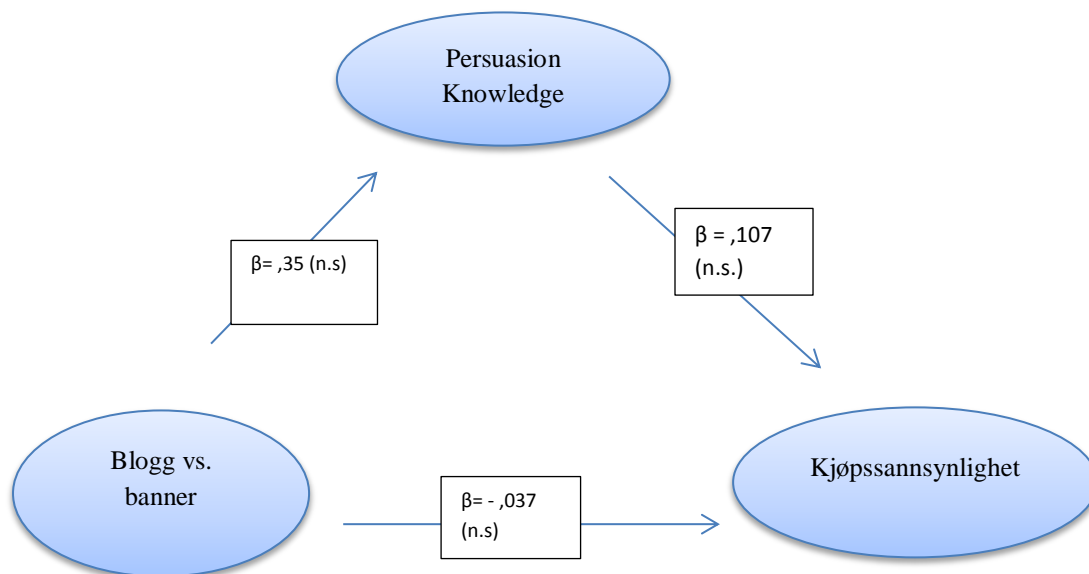 Persuasion
Knowledge
β= ,35 (n.s)
β = ,107
(n.s.)
Blogg vs.
banner
β= - ,037
(n.s)
Kjøpssannsynlighet